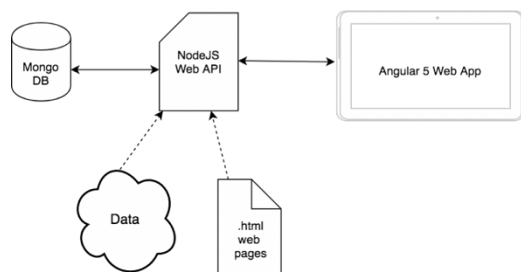 Mongo
DB
NodeJS
Web API
Angular 5 Web App
Data
.html
web
pages